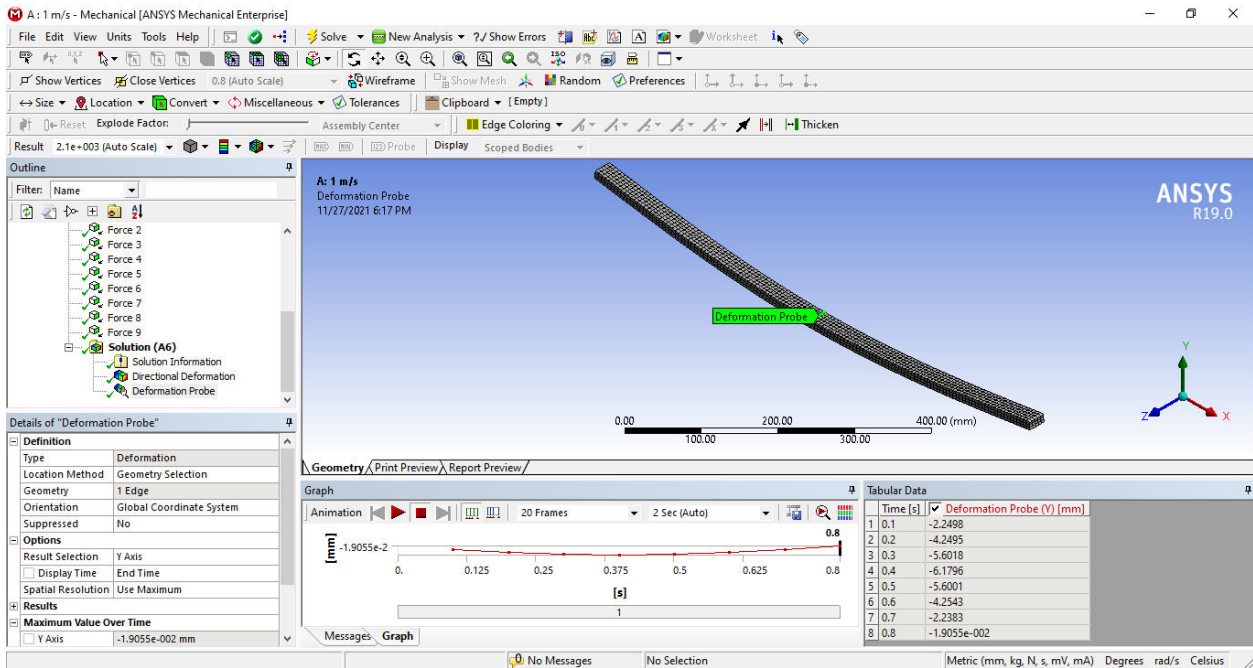 A : 1 m/s - Mechanical [ANSYS Mechanical Enterprise]
File Edit View Units Tools Help Solve New Analysis ?/ Show Errors Worksheet
Show Vertices Close Vertices 0.8 (Auto Scale) Wireframe Show Mesh Random Preferences
Size Location Convert Miscellaneous Tolerances Clipboard [Empty]
Reset Explode Factor: Assembly Center Edge Coloring Thicken
Result 2.1e+003 (Auto Scale) Probe Display Scoped Bodies
Outline
Filter: Name
Force 2
Force 3
Force 4
Force 5
Force 6
Force 7
Force 8
Force 9
Solution (A6)
Solution Information
Directional Deformation
Deformation Probe
Details of "Deformation Probe"
Definition
Type Deformation
Location Method Geometry Selection
Geometry 1 Edge
Orientation Global Coordinate System
Suppressed No
Options
Result Selection Y Axis
Display Time End Time
Spatial Resolution Use Maximum
Results
Maximum Value Over Time
Y Axis -1.9055e-002 mm
A: 1 m/s
Deformation Probe
11/27/2021 6:17 PM
ANSYS
R19.0
Deformation Probe
0.00 200.00 400.00 (mm)
100.00 300.00
Y
Z X
Geometry Print Preview Report Preview
Graph
Animation 20 Frames 2 Sec (Auto)
0.8
[mm] -1.9055e-2
0. 0.125 0.25 0.375 0.5 0.625 0.8
[s]
1
Messages Graph
Tabular Data
Time [s] Deformation Probe (Y) [mm]
1 0.1 -2.2498
2 0.2 -4.2495
3 0.3 -5.6018
4 0.4 -6.1796
5 0.5 -5.6001
6 0.6 -4.2543
7 0.7 -2.2383
8 0.8 -1.9055e-002
No Messages No Selection Metric (mm, kg, N, s, mV, mA) Degrees rad/s Celsius